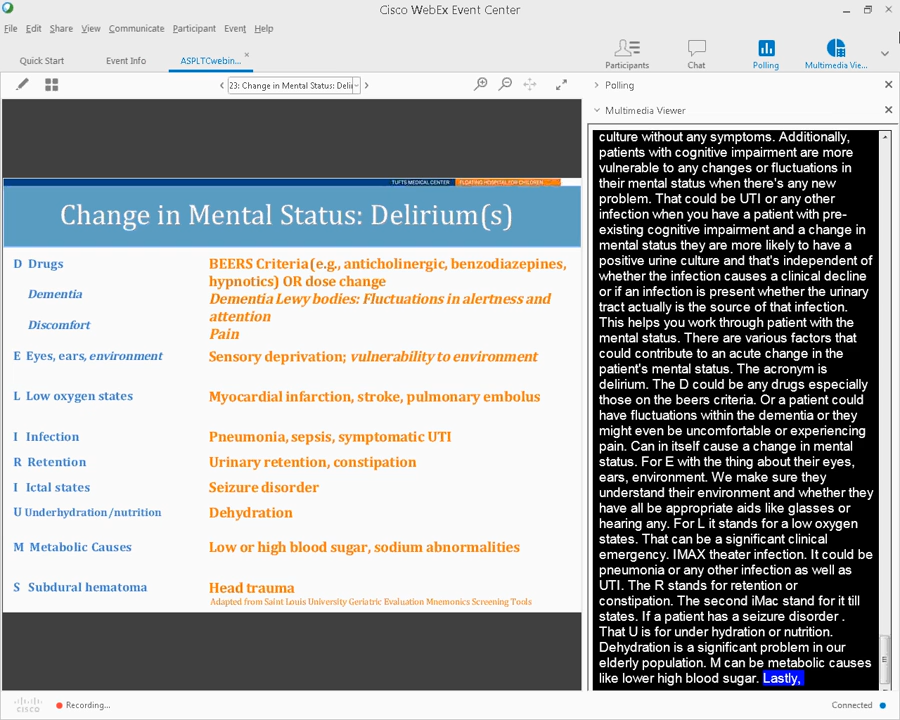 Cisco WebEx Event Center
File Edit Share View Communicate Participant Event Help
Quick Start Event Info ASPLTCwebin...
Participants Chat Polling Multimedia Vie...
23: Change in Mental Status: Deli
Polling
Multimedia Viewer
TUFTS MEDICAL CENTER FLOATING HOSPITAL FOR CHILDREN
Change in Mental Status: Delirium(s)
D Drugs BEERS Criteria (e.g., anticholinergic, benzodiazepines,
hypnotics) OR dose change
Dementia Dementia Lewy bodies: Fluctuations in alertness and
attention
Discomfort Pain
E Eyes, ears, environment Sensory deprivation; vulnerability to environment
L Low oxygen states Myocardial infarction, stroke, pulmonary embolus
I Infection Pneumonia, sepsis, symptomatic UTI
R Retention Urinary retention, constipation
I Ictal states Seizure disorder
U Underhydration/nutrition Dehydration
M Metabolic Causes Low or high blood sugar, sodium abnormalities
S Subdural hematoma Head trauma
Adapted from Saint Louis University Geriatric Evaluation Mnemonics Screening Tools
culture without any symptoms. Additionally,
patients with cognitive impairment are more
vulnerable to any changes or fluctuations in
their mental status when there's any new
problem. That could be UTI or any other
infection when you have a patient with pre-
existing cognitive impairment and a change in
mental status they are more likely to have a
positive urine culture and that's independent of
whether the infection causes a clinical decline
or if an infection is present whether the urinary
tract actually is the source of that infection.
This helps you work through patient with the
mental status. There are various factors that
could contribute to an acute change in the
patient's mental status. The acronym is
delirium. The D could be any drugs especially
those on the beers criteria. Or a patient could
have fluctuations within the dementia or they
might even be uncomfortable or experiencing
pain. Can in itself cause a change in mental
status. For E with the thing about their eyes,
ears, environment. We make sure they
understand their environment and whether they
have all be appropriate aids like glasses or
hearing any. For L it stands for a low oxygen
states. That can be a significant clinical
emergency. IMAX theater infection. It could be
pneumonia or any other infection as well as
UTI. The R stands for retention or
constipation. The second iMac stand for it till
states. If a patient has a seizure disorder .
That U is for under hydration or nutrition.
Dehydration is a significant problem in our
elderly population. M can be metabolic causes
like lower high blood sugar. Lastly,
cisco Recording... Connected